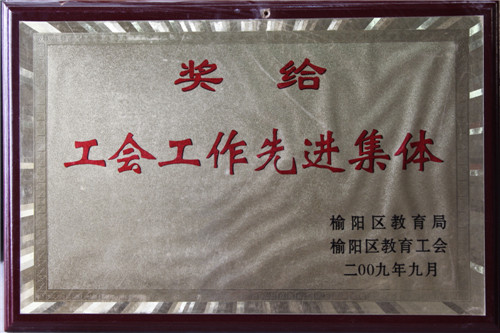 奖给
工会工作先进集体
榆阳区教育局
榆阳区教育工会
二00九年九月